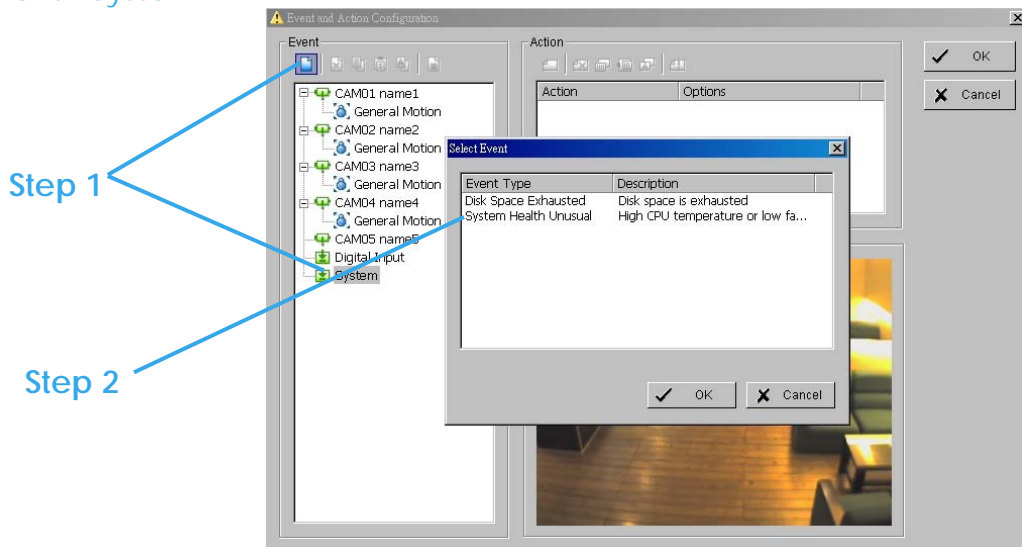 Event and Action Configuration
Event
Action
OK
Cancel
Action Options
CAM01 name1
General Motion
CAM02 name2
General Motion
CAM03 name3
General Motion
CAM04 name4
General Motion
CAM05 name5
Digital Input
System
Select Event
Event Type Description
Disk Space Exhausted Disk space is exhausted
System Health Unusual High CPU temperature or low fa...
OK Cancel
Step 1
Step 2